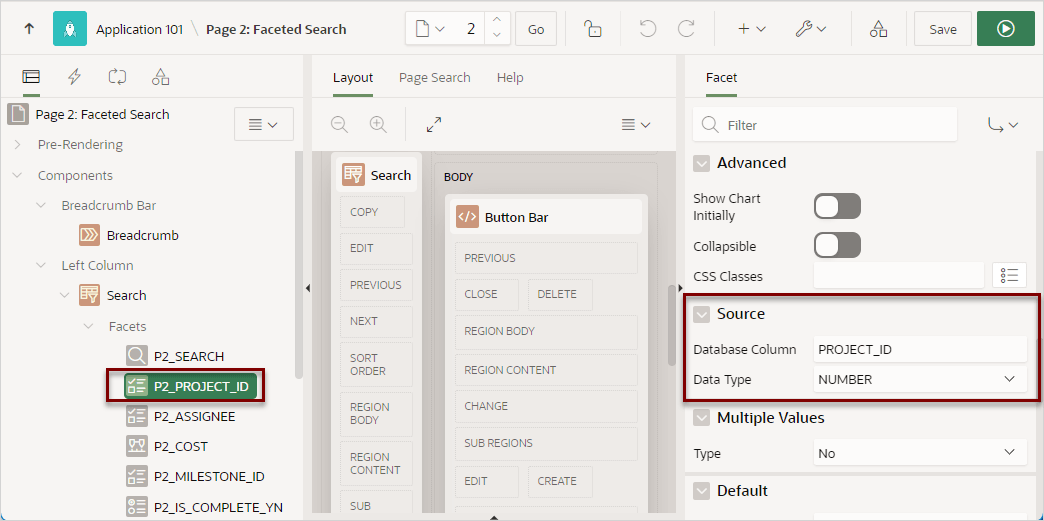 Application 101 \ Page 2: Faceted Search
2
Go
Save
Page 2: Faceted Search
Pre-Rendering
Components
Breadcrumb Bar
Breadcrumb
Left Column
Search
Facets
P2_SEARCH
P2_PROJECT_ID
P2_ASSIGNEE
P2_COST
P2_MILESTONE_ID
P2_IS_COMPLETE_YN
Layout
Page Search
Help
Search
COPY
EDIT
PREVIOUS
NEXT
SORT
ORDER
REGION
BODY
REGION
CONTENT
SUB
BODY
Button Bar
PREVIOUS
CLOSE
DELETE
REGION BODY
REGION CONTENT
CHANGE
SUB REGIONS
EDIT
CREATE
Facet
Filter
Advanced
Show Chart
Initially
Collapsible
CSS Classes
Source
Database Column
PROJECT_ID
Data Type
NUMBER
Multiple Values
Type
No
Default